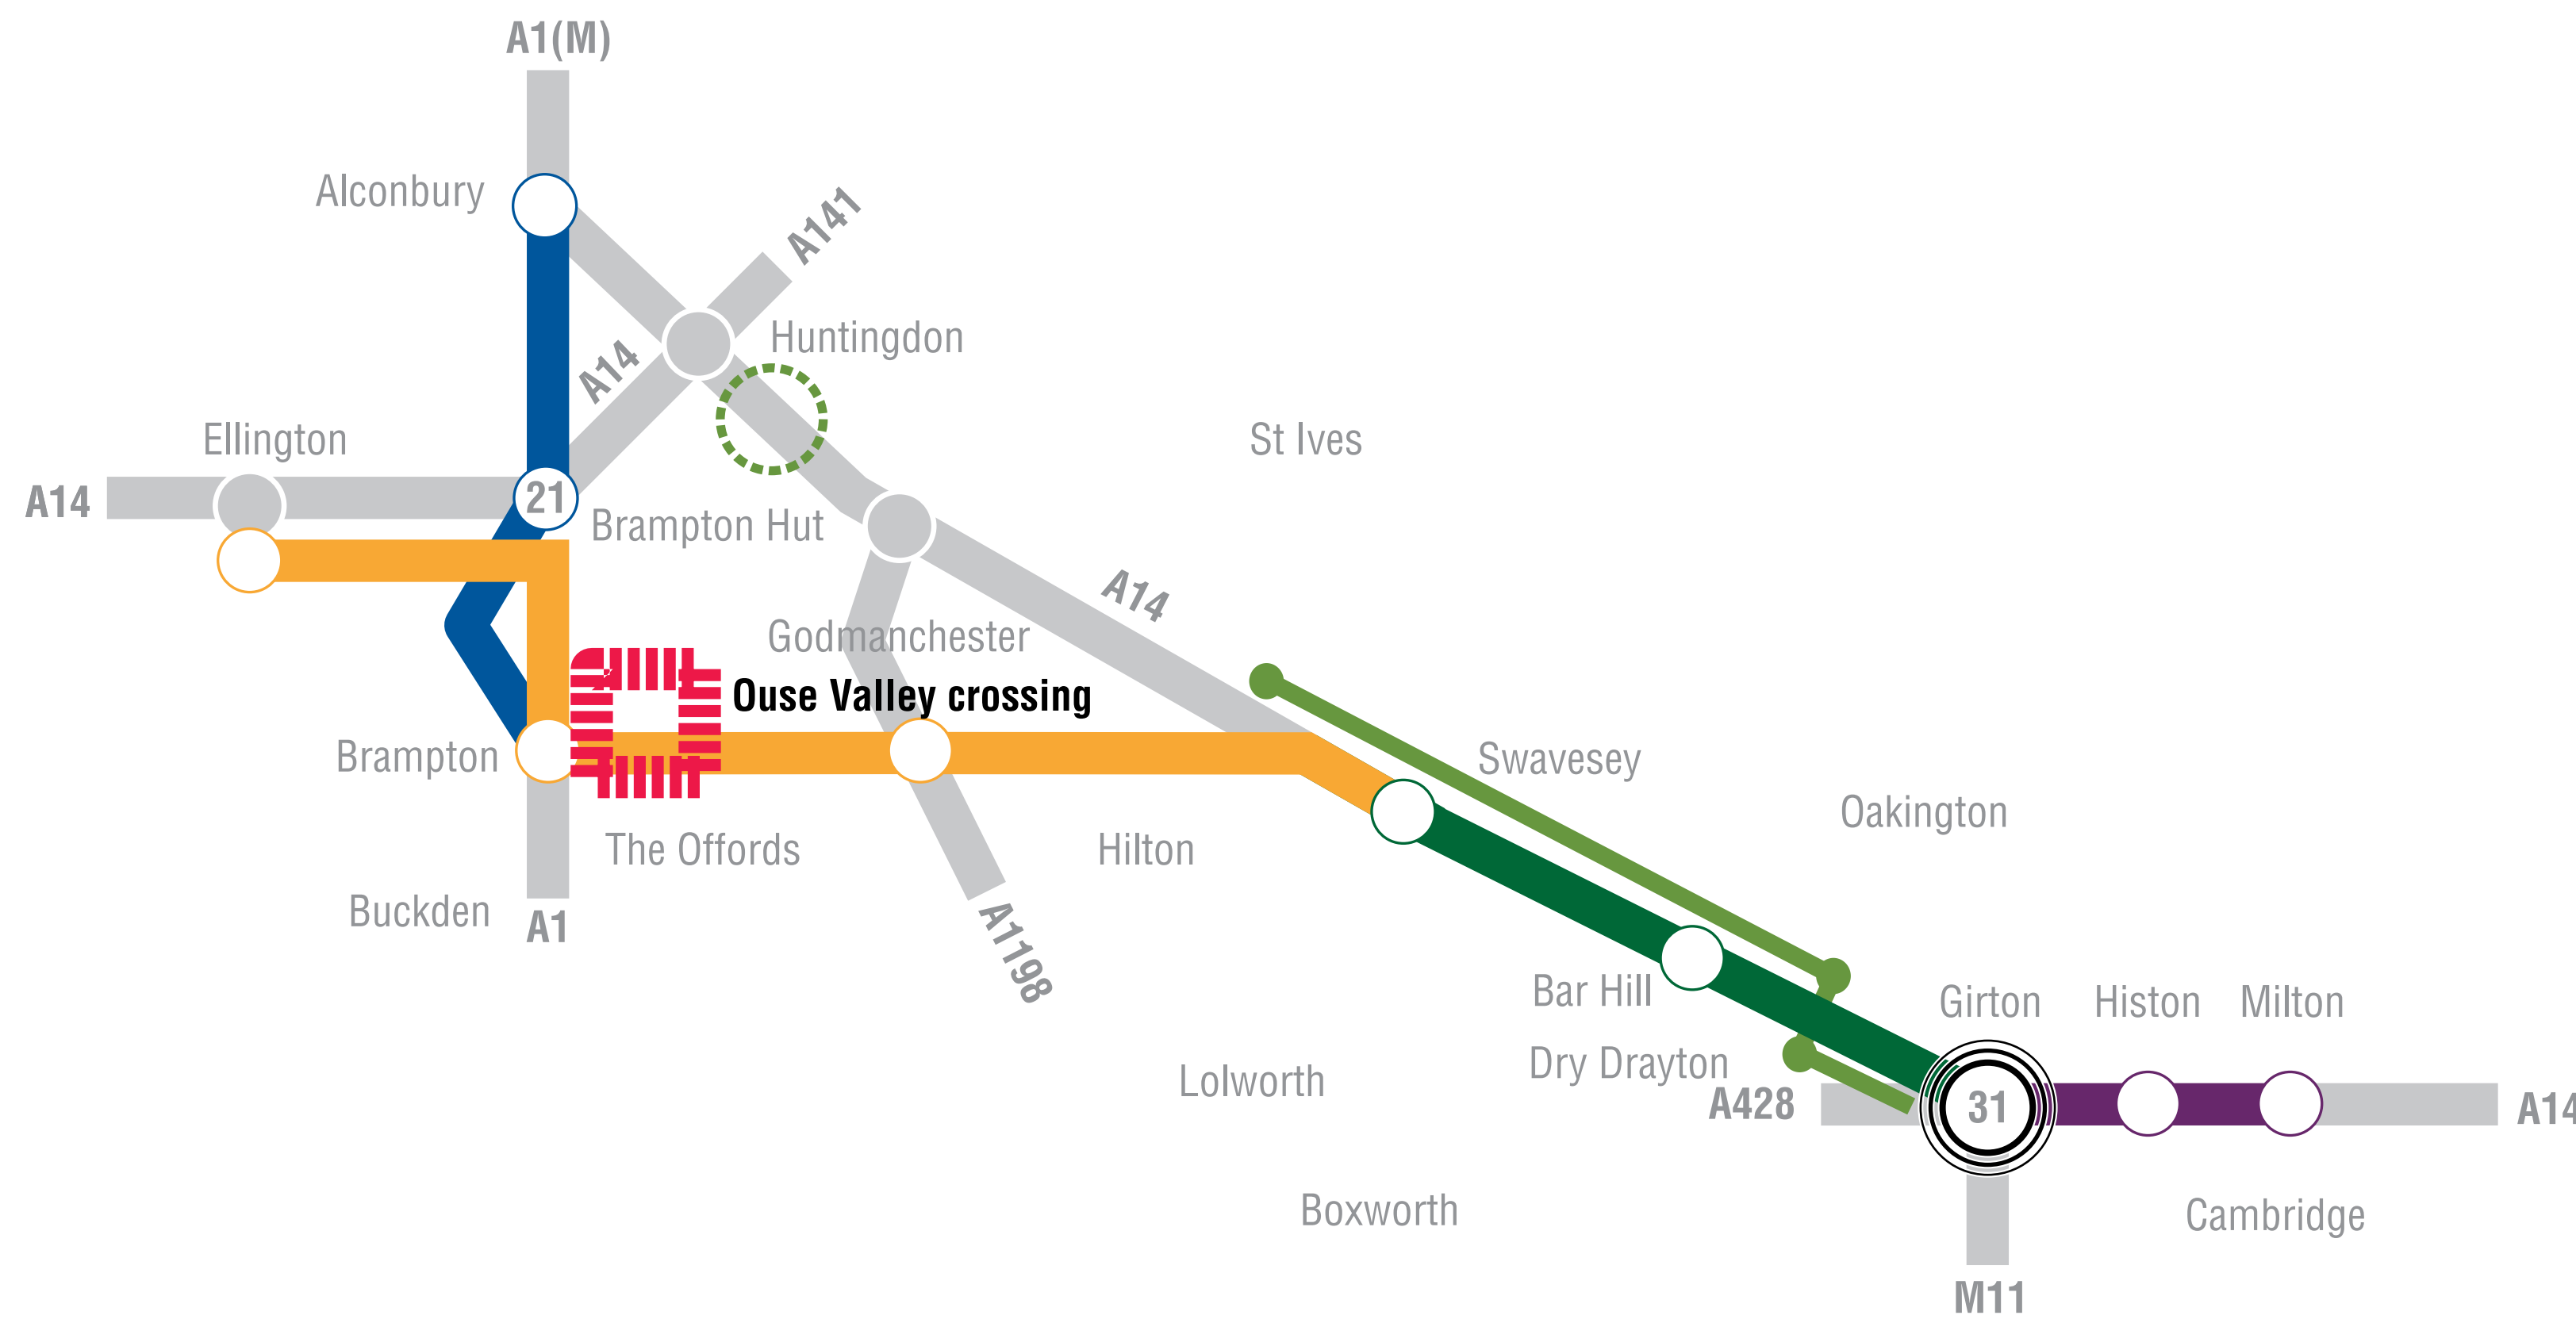 A1(M)
Alconbury
A141
Huntingdon
A14
Ellington
St Ives
A14
21
Brampton Hut
A14
Godmanchester
Ouse Valley crossing
Brampton
Swavesey
Oakington
The Offords
Hilton
Buckden
A1
A1198
Bar Hill
Girton
Histon
Milton
Dry Drayton
Lolworth
A428
31
A14
Boxworth
Cambridge
M11